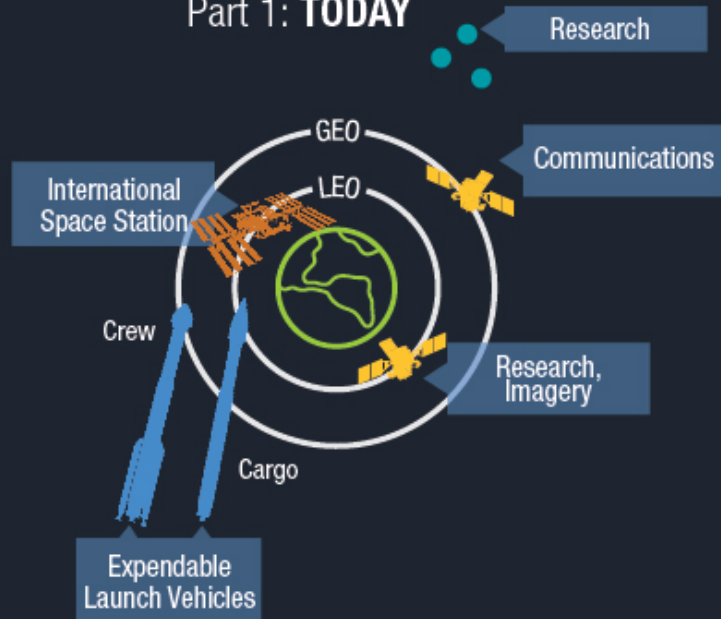 Part 1: TODAY
Research
GEO
Communications
LEO
International
Space Station
Crew
Research,
Imagery
Cargo
Expendable
Launch Vehicles